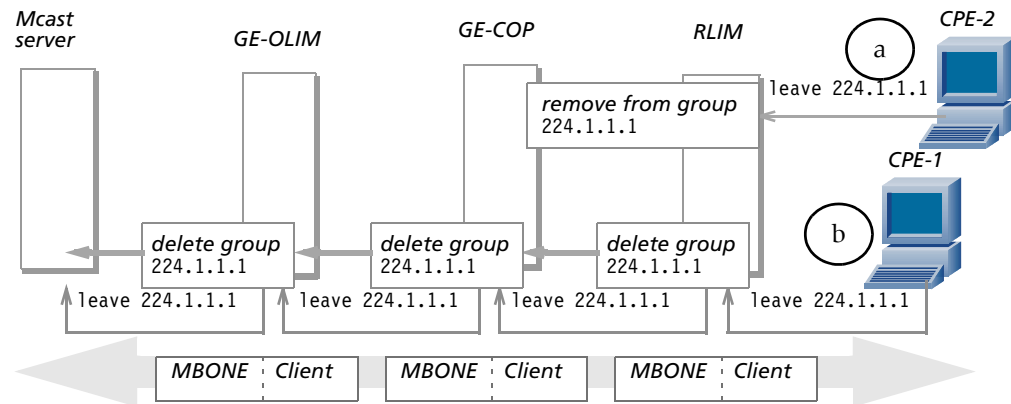 Mcast
server
GE-OLIM
GE-COP
RLIM
CPE-2
a
leave 224.1.1.1
remove from group
224.1.1.1
CPE-1
b
delete group
224.1.1.1
delete group
224.1.1.1
delete group
224.1.1.1
leave 224.1.1.1
leave 224.1.1.1
leave 224.1.1.1
leave 224.1.1.1
MBONE Client
MBONE Client
MBONE Client